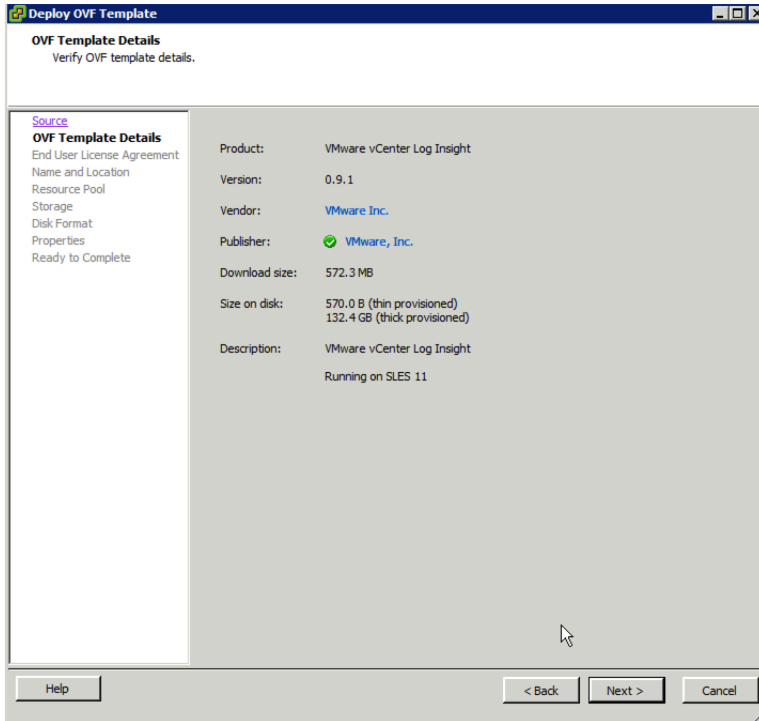 Deploy OVF Template
OVF Template Details
Verify OVF template details.
Source
OVF Template Details
End User License Agreement
Name and Location
Resource Pool
Storage
Disk Format
Properties
Ready to Complete
Product: VMware vCenter Log Insight
Version: 0.9.1
Vendor: VMware Inc.
Publisher: VMware, Inc.
Download size: 572.3 MB
Size on disk: 570.0 B (thin provisioned)
132.4 GB (thick provisioned)
Description: VMware vCenter Log Insight
Running on SLES 11
Help
< Back
Next >
Cancel